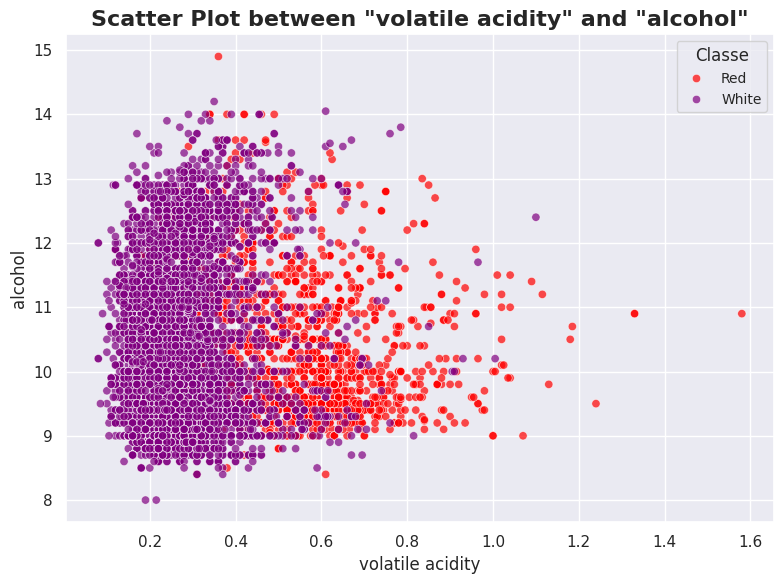 Scatter Plot between "volatile acidity" and "alcohol"
15
14
13
12
11
10
9
8
alcohol
Classe
Red
White
0.2 0.4 0.6 0.8 1.0 1.2 1.4 1.6
volatile acidity